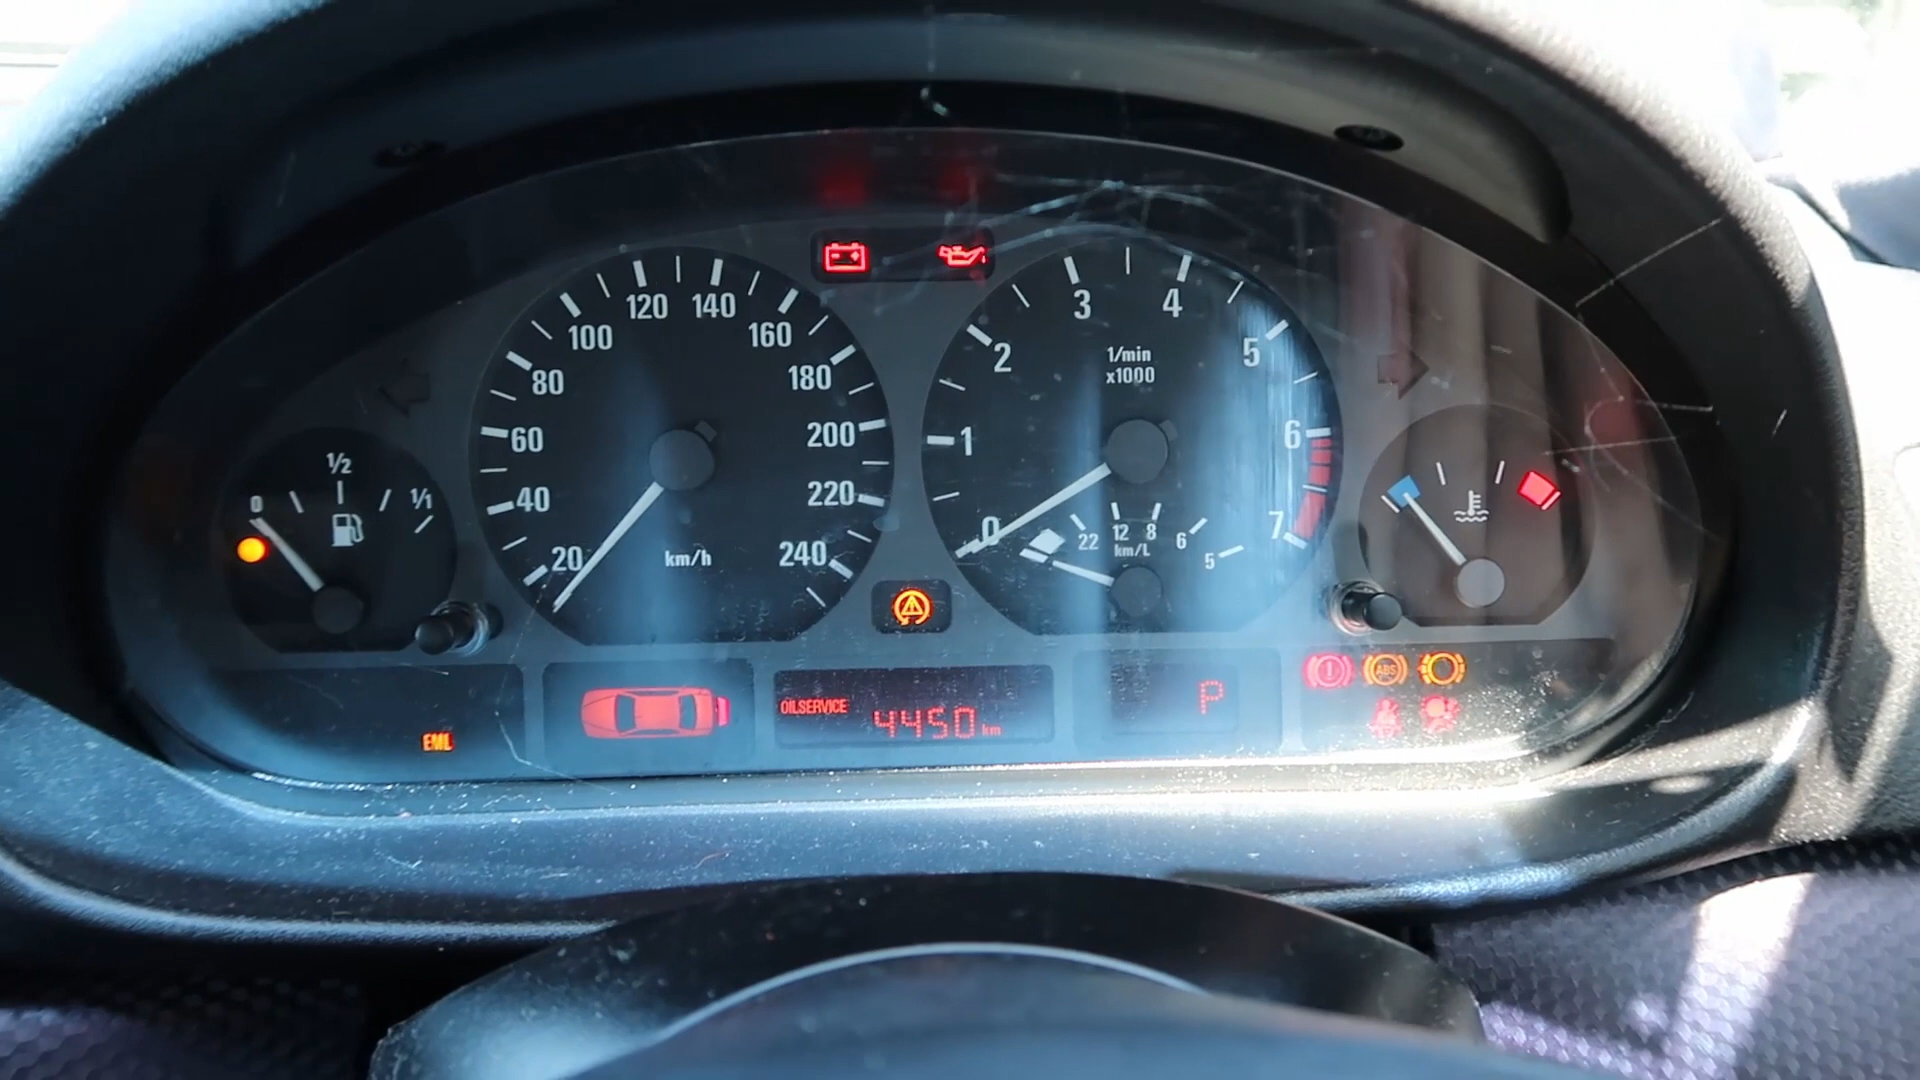 120 140
100 160
80 180
60 200
40 220
20 km/h 240
3 4
2 5
1/min
x1000
1 6
0 7
22 12 8 6 5
km/L
0 1/2 1/1
EML
OILSERVICE
4450 km
P
ABS